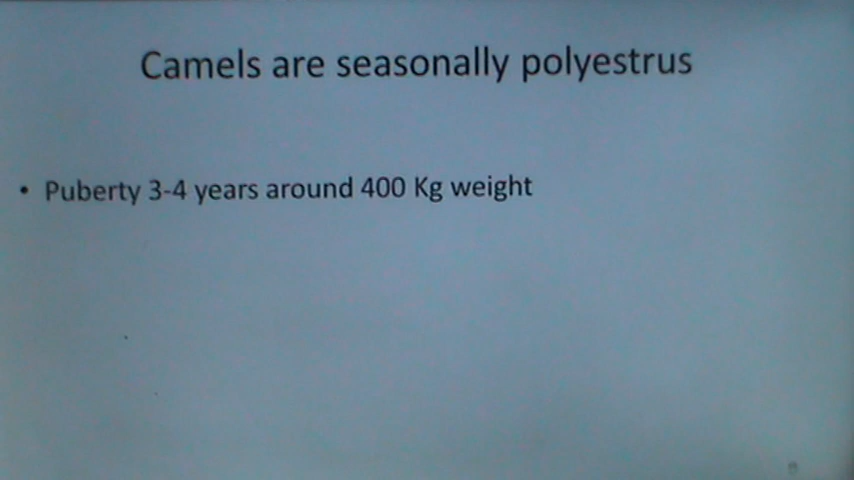 Camels are seasonally polyestrus
• Puberty 3-4 years around 400 Kg weight